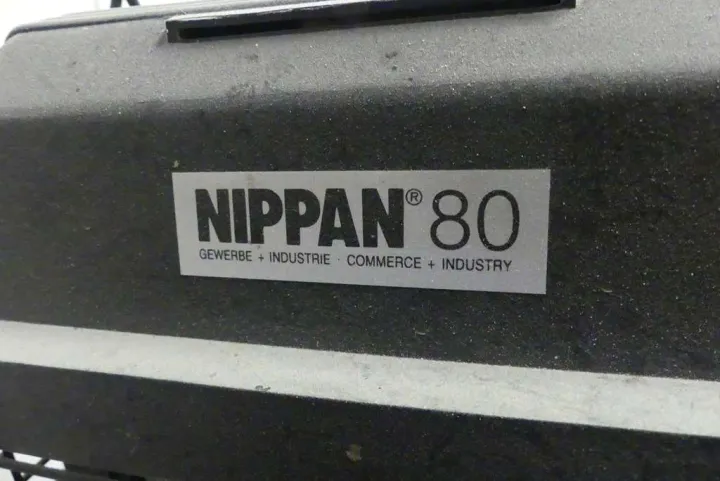 NIPPAN® 80
GEWERBE + INDUSTRIE · COMMERCE + INDUSTRY